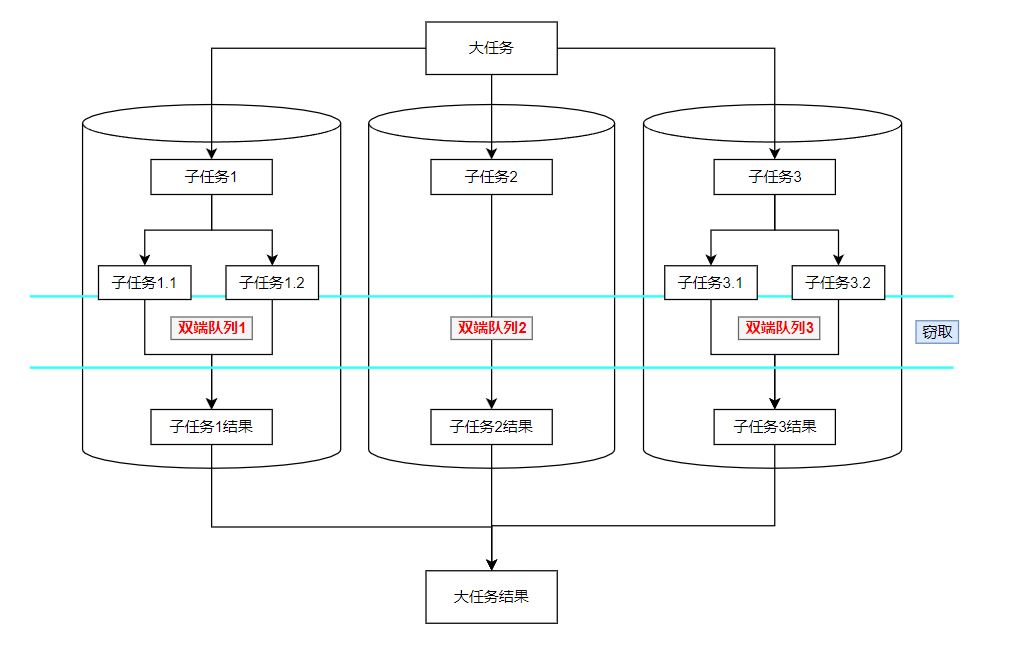 大任务
子任务1
子任务2
子任务3
子任务1.1
子任务1.2
子任务3.1
子任务3.2
双端队列1
双端队列2
双端队列3
窃取
子任务1结果
子任务2结果
子任务3结果
大任务结果